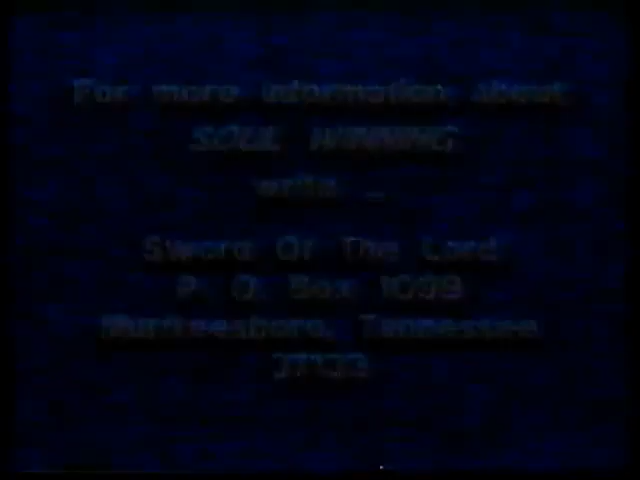 For more information about
SOUL WINNING
write -
Sword Of The Lord
P. O. Box 1099
Murfreesboro, Tennessee
37133